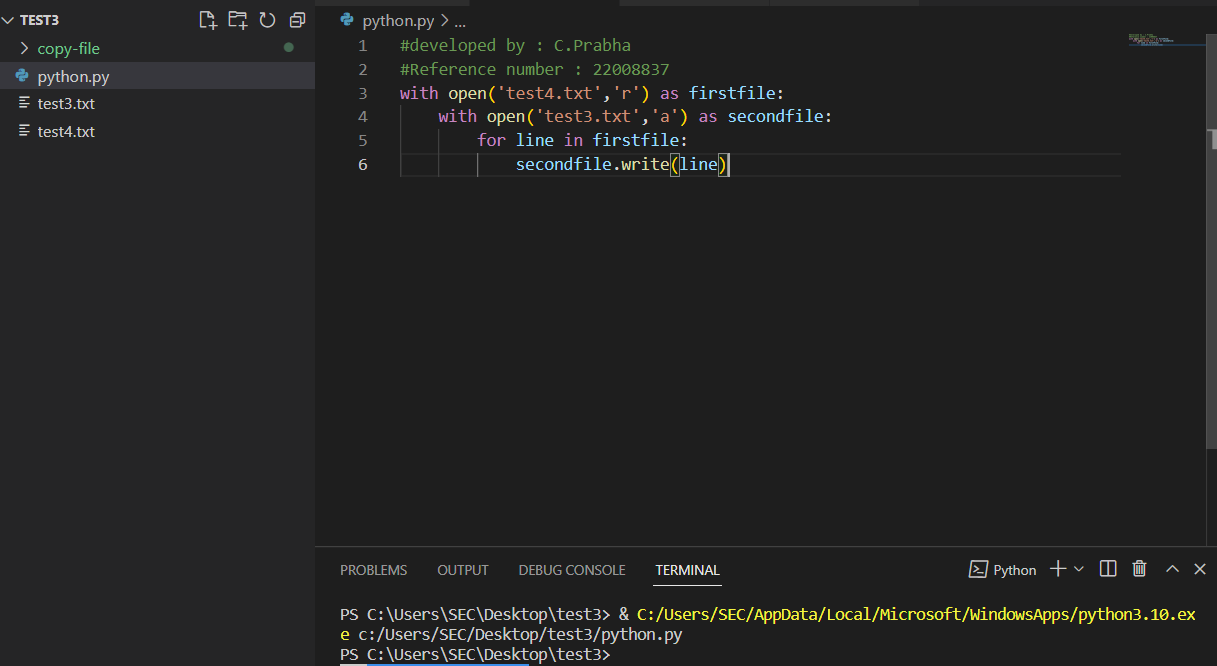 TEST3
copy-file
python.py
test3.txt
test4.txt
python.py > ...
1 #developed by : C.Prabha
2 #Reference number : 22008837
3 with open('test4.txt','r') as firstfile:
4 with open('test3.txt','a') as secondfile:
5 for line in firstfile:
6 secondfile.write(line)
PROBLEMS OUTPUT DEBUG CONSOLE TERMINAL Python
PS C:\Users\SEC\Desktop\test3> & C:/Users/SEC/AppData/Local/Microsoft/WindowsApps/python3.10.ex
e c:/Users/SEC/Desktop/test3/python.py
PS C:\Users\SEC\Desktop\test3>